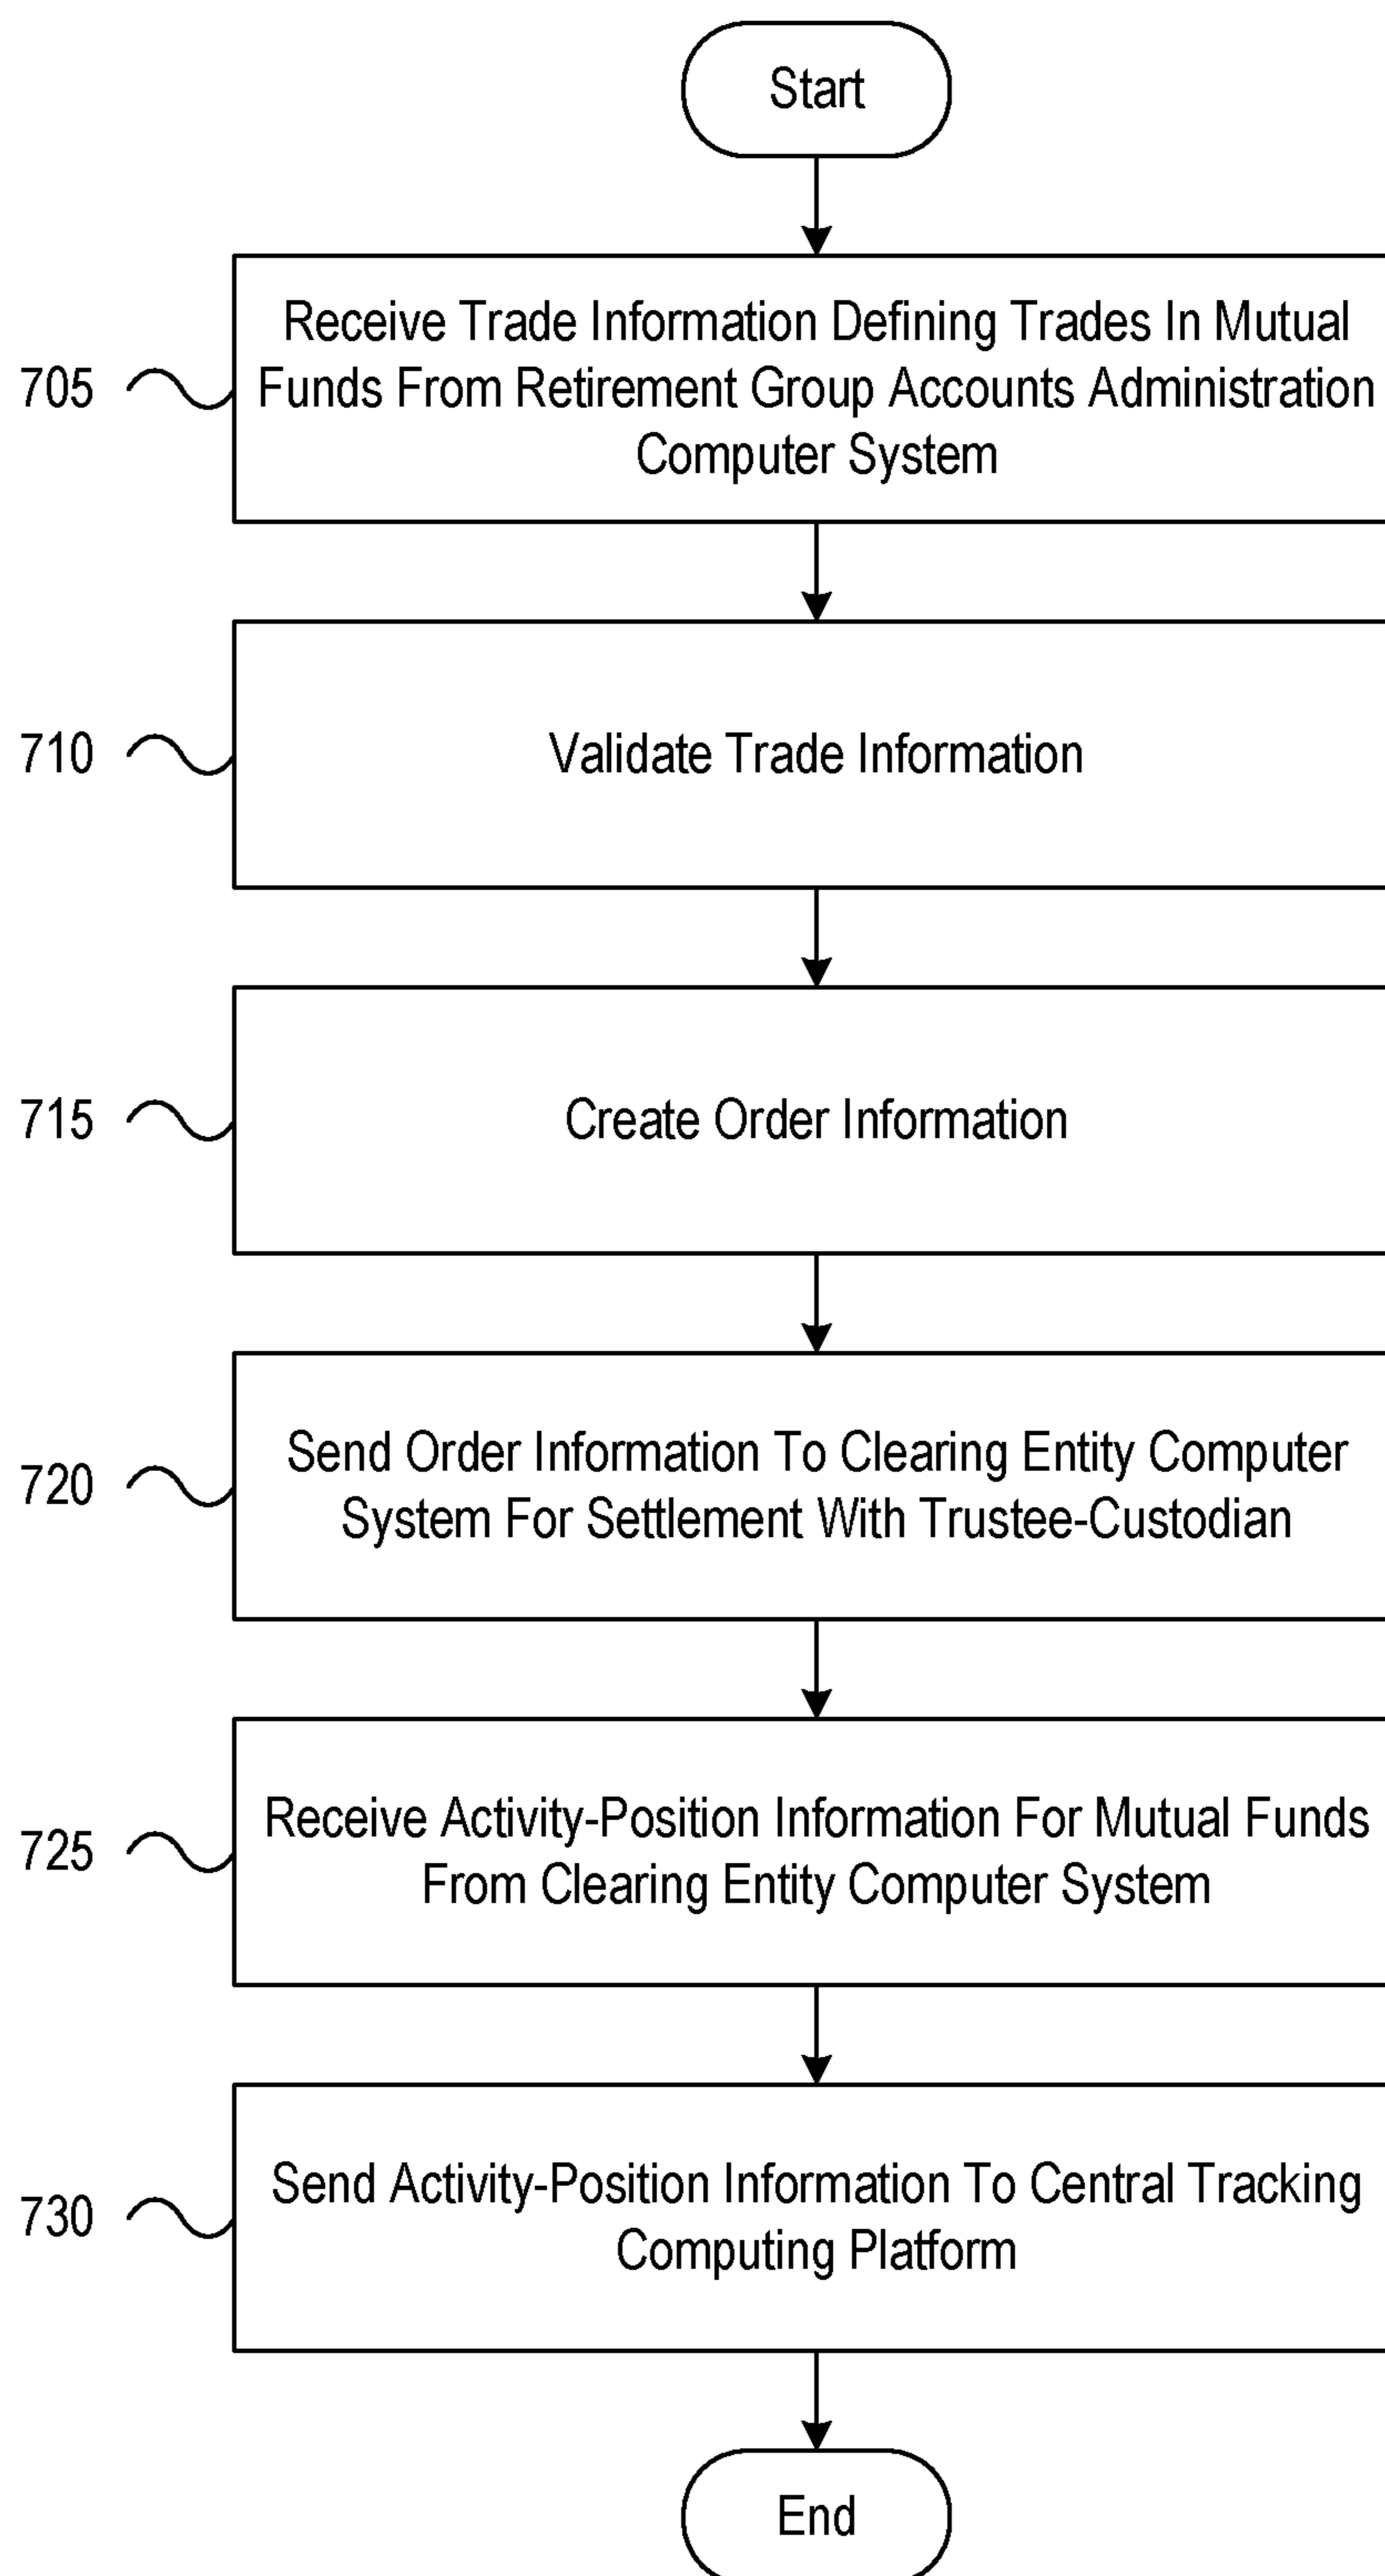 Start
Receive Trade Information Defining Trades In Mutual
705
Funds From Retirement Group Accounts Administration
Computer System
710
Validate Trade Information
715
Create Order Information
720
Send Order Information To Clearing Entity Computer
System For Settlement With Trustee-Custodian
725
Receive Activity-Position Information For Mutual Funds
From Clearing Entity Computer System
730
Send Activity-Position Information To Central Tracking
Computing Platform
End